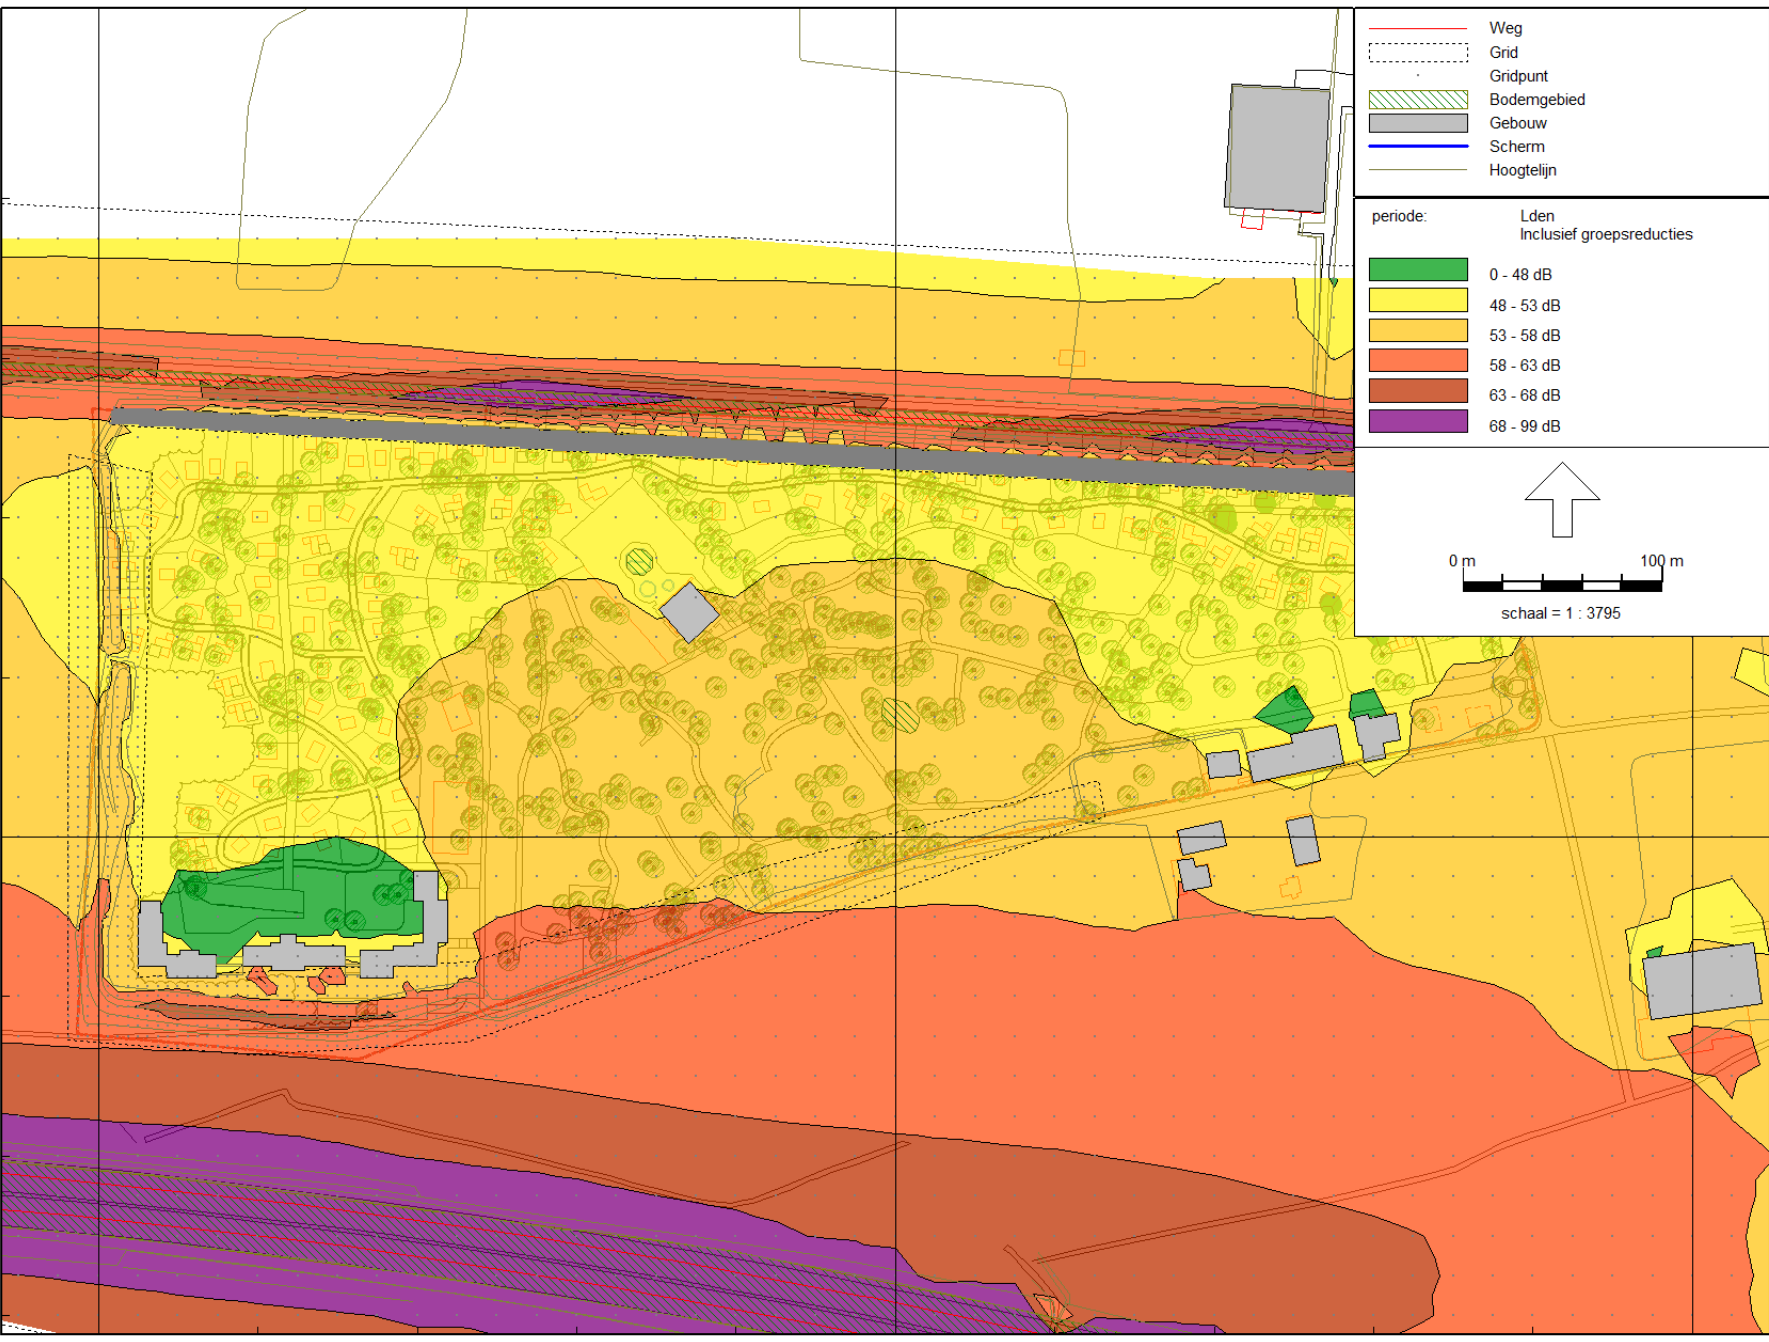 Weg
Grid
Gridpunt
Bodemgebied
Gebouw
Scherm
Hoogtelijn
periode: Lden
Inclusief groepsreducties
0 - 48 dB
48 - 53 dB
53 - 58 dB
58 - 63 dB
63 - 68 dB
68 - 99 dB
0 m 100 m
schaal = 1 : 3795